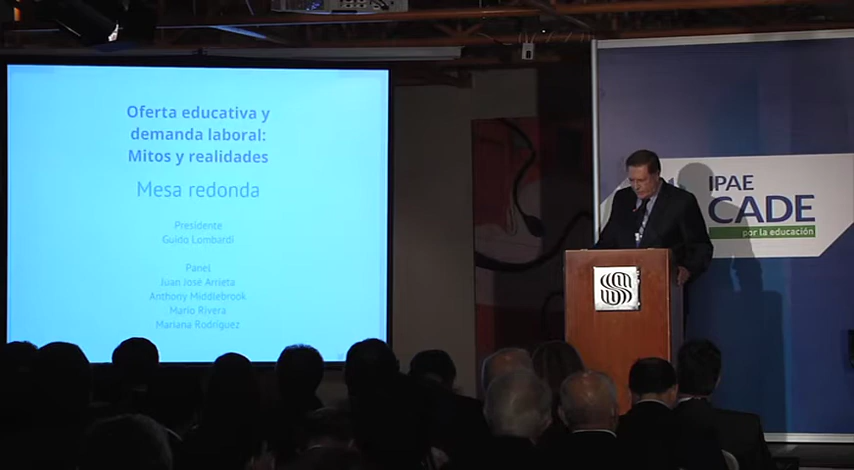 Oferta educativa y
demanda laboral:
Mitos y realidades
Mesa redonda
Presidente
Guido Lombardi
Panel
Juan José Arrieta
Anthony Middlebrook
Mario Rivera
Mariana Rodríguez
IPAE
CADE
por la educación